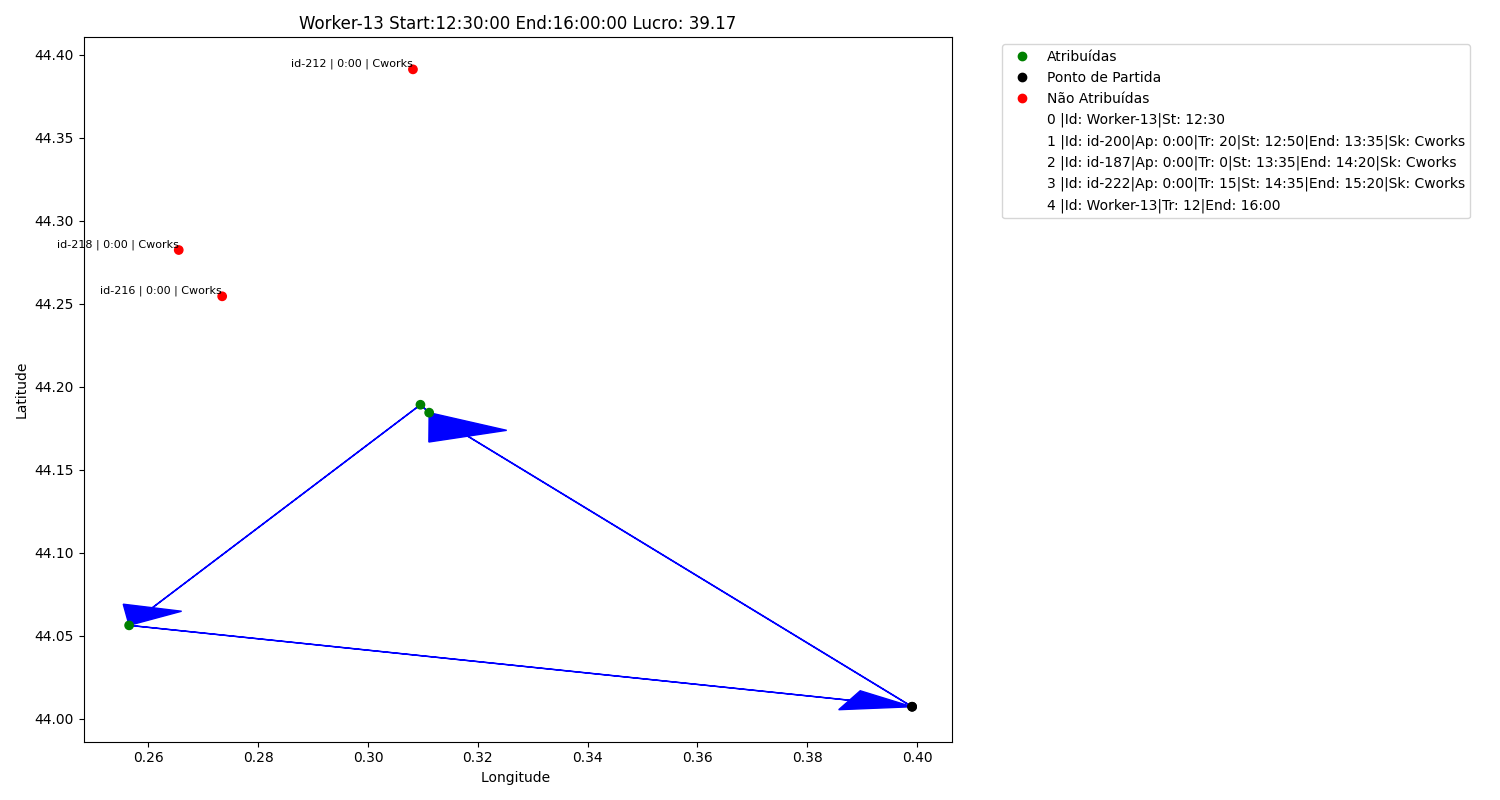 Worker-13 Start:12:30:00 End:16:00:00 Lucro: 39.17
44.40
44.35
44.30
44.25
44.20
44.15
44.10
44.05
44.00
Latitude
id-212 | 0:00 | Cworks
id-218 | 0:00 | Cworks
id-216 | 0:00 | Cworks
0.26
0.28
0.30
0.32
0.34
0.36
0.38
0.40
Longitude
Atribuídas
Ponto de Partida
Não Atribuídas
0 |Id: Worker-13|St: 12:30
1 |Id: id-200|Ap: 0:00|Tr: 20|St: 12:50|End: 13:35|Sk: Cworks
2 |Id: id-187|Ap: 0:00|Tr: 0|St: 13:35|End: 14:20|Sk: Cworks
3 |Id: id-222|Ap: 0:00|Tr: 15|St: 14:35|End: 15:20|Sk: Cworks
4 |Id: Worker-13|Tr: 12|End: 16:00